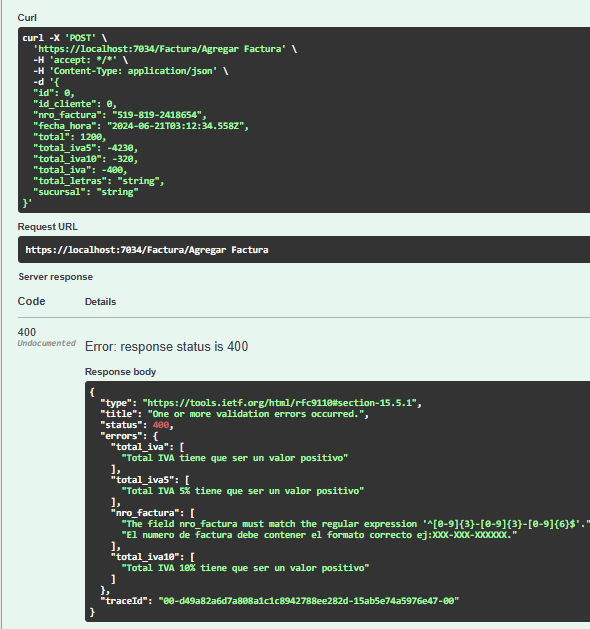 Curl
curl -X 'POST' \
'https://localhost:7034/Factura/Agregar Factura' \
-H 'accept: */*' \
-H 'Content-Type: application/json' \
-d '{
"id": 0,
"id_cliente": 0,
"nro_factura": "519-819-2418654",
"fecha_hora": "2024-06-21T03:12:34.558Z",
"total": 1200,
"total_iva5": -4230,
"total_iva10": -320,
"total_iva": -400,
"total_letras": "string",
"sucursal": "string"
}'
Request URL
https://localhost:7034/Factura/Agregar Factura
Server response
Code Details
400
Undocumented
Error: response status is 400
Response body
{
"type": "https://tools.ietf.org/html/rfc9110#section-15.5.1",
"title": "One or more validation errors occurred.",
"status": 400,
"errors": {
"total_iva": [
"Total IVA tiene que ser un valor positivo"
],
"total_iva5": [
"Total IVA 5% tiene que ser un valor positivo"
],
"nro_factura": [
"The field nro_factura must match the regular expression '^[0-9]{3}-[0-9]{3}-[0-9]{6}$'."
"El numero de factura debe contener el formato correcto ej:XXX-XXX-XXXXXX."
],
"total_iva10": [
"Total IVA 10% tiene que ser un valor positivo"
]
},
"traceId": "00-d49a82a6d7a808a1c1c8942788ee282d-15ab5e74a5976e47-00"
}